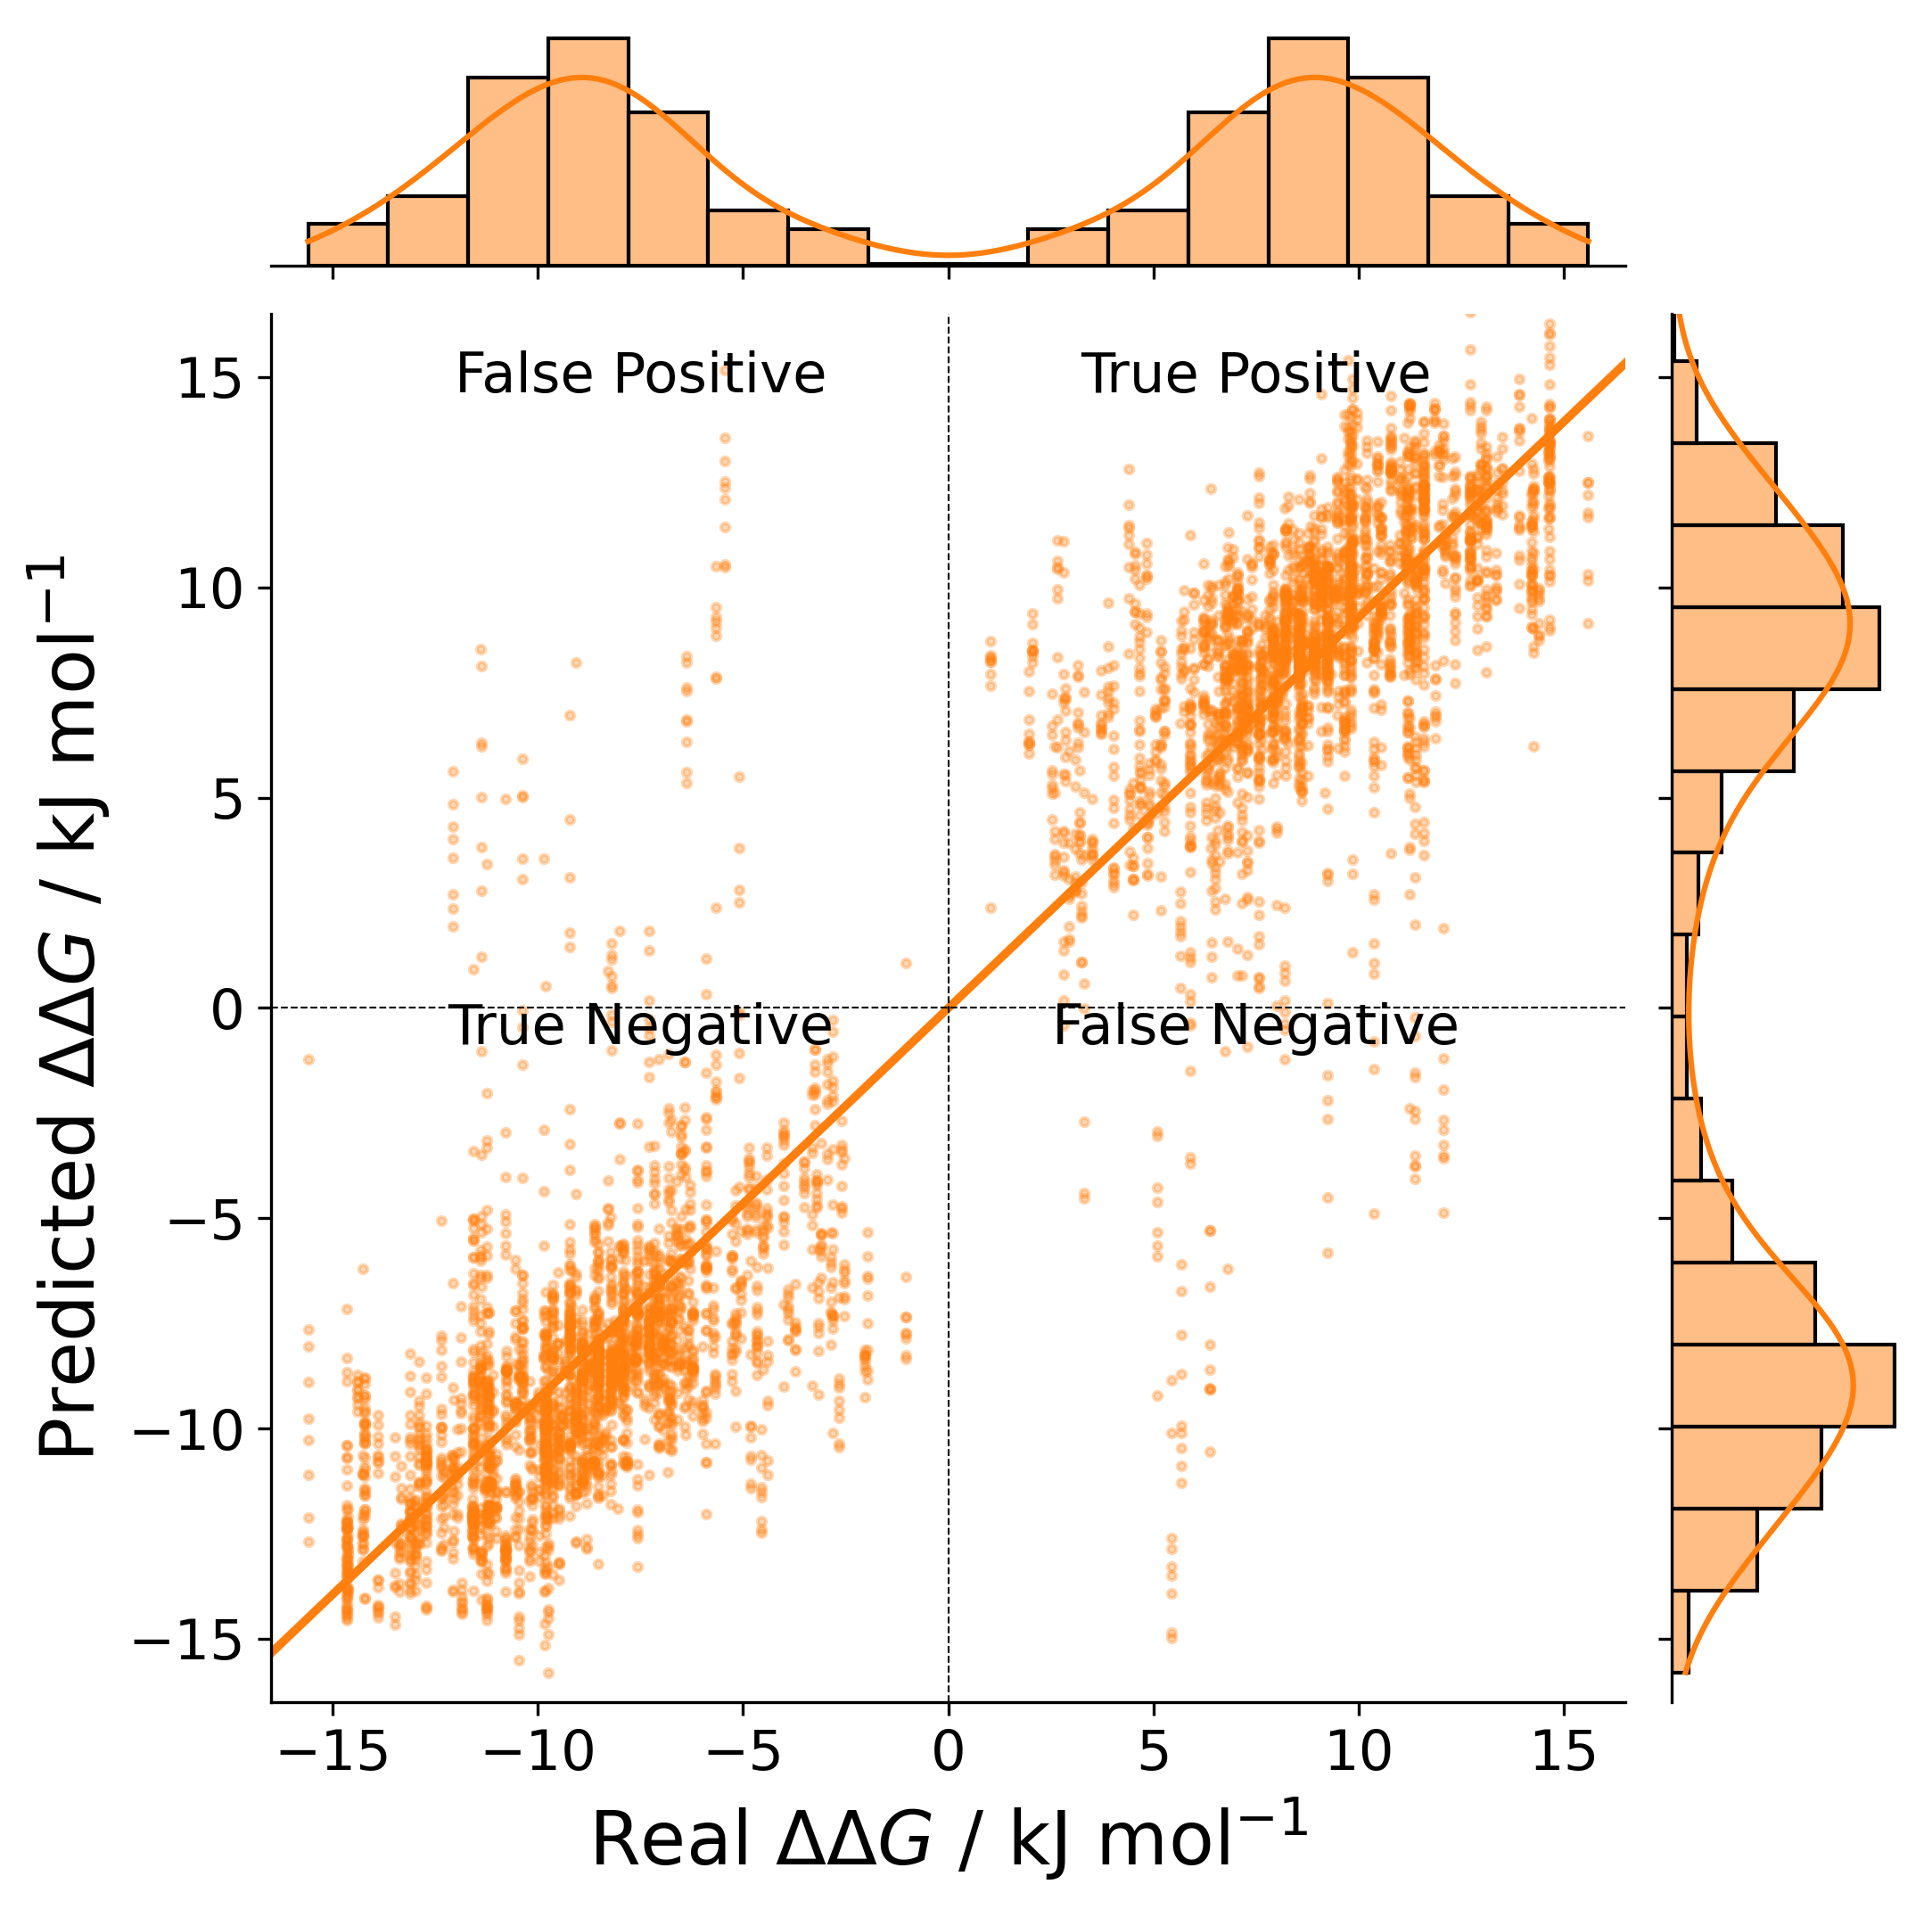 False Positive
True Positive
True Negative
False Negative
15
10
5
0
−5
−10
−15
Predicted ΔΔG / kJ mol⁻¹
−15
−10
−5
0
5
10
15
Real ΔΔG / kJ mol⁻¹